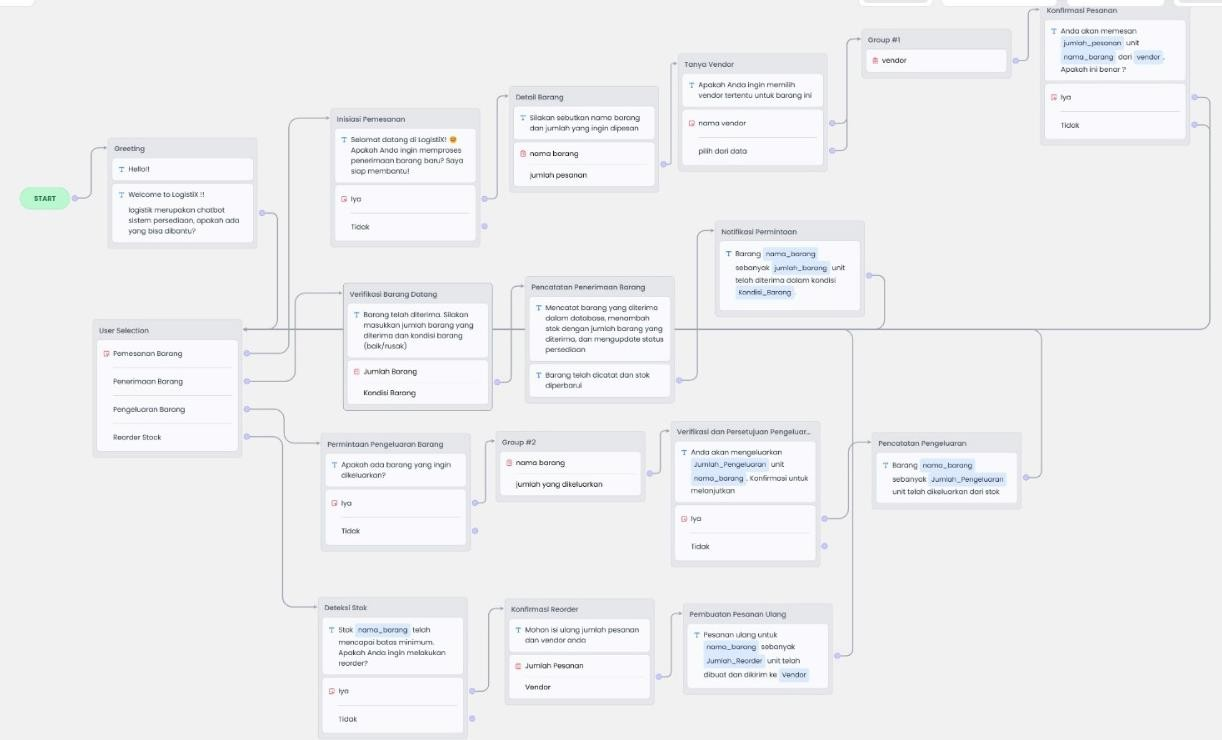 START
Greeting
Hello!!
Welcome to LogistiX !!
logistik merupakan chatbot
sistem persediaan, apakah ada
yang bisa dibantu?
User Selection
Pemesanan Barang
Penerimaan Barang
Pengeluaran Barang
Reorder Stock
Inisiasi Pemesanan
Selamat datang di LogistiX! 😊
Apakah Anda ingin memproses
penerimaan barang baru? Saya
siap membantu!
Iya
Tidak
Detail Barang
Silakan sebutkan nama barang
dan jumlah yang ingin dipesan
nama barang
jumlah pesanan
Tanya Vendor
Apakah Anda ingin memilih
vendor tertentu untuk barang ini
nama vendor
pilih dari data
Group #1
vendor
Konfirmasi Pesanan
Anda akan memesan
jumlah_pesanan unit
nama_barang dari vendor .
Apakah ini benar ?
Iya
Tidak
Verifikasi Barang Datang
Barang telah diterima. Silakan
masukkan jumlah barang yang
diterima dan kondisi barang
(baik/rusak)
Jumlah Barang
Kondisi Barang
Pencatatan Penerimaan Barang
Mencatat barang yang diterima
dalam database, menambah
stok dengan jumlah barang yang
diterima, dan mengupdate status
persediaan
Barang telah dicatat dan stok
diperbarui
Notifikasi Permintaan
Barang nama_barang
sebanyak jumlah_barang unit
telah diterima dalam kondisi
Kondisi_Barang
Permintaan Pengeluaran Barang
Apakah ada barang yang ingin
dikeluarkan?
Iya
Tidak
Group #2
nama barang
jumlah yang dikeluarkan
Verifikasi dan Persetujuan Pengeluar...
Anda akan mengeluarkan
Jumlah_Pengeluaran unit
nama_barang . Konfirmasi untuk
melanjutkan
Iya
Tidak
Pencatatan Pengeluaran
Barang nama_barang
sebanyak Jumlah_Pengeluaran
unit telah dikeluarkan dari stok
Deteksi Stok
Stok nama_barang telah
mencapai batas minimum.
Apakah Anda ingin melakukan
reorder?
Iya
Tidak
Konfirmasi Reorder
Mohon isi ulang jumlah pesanan
dan vendor anda
Jumlah Pesanan
Vendor
Pembuatan Pesanan Ulang
Pesanan ulang untuk
nama_barang sebanyak
Jumlah_Reorder unit telah
dibuat dan dikirim ke Vendor